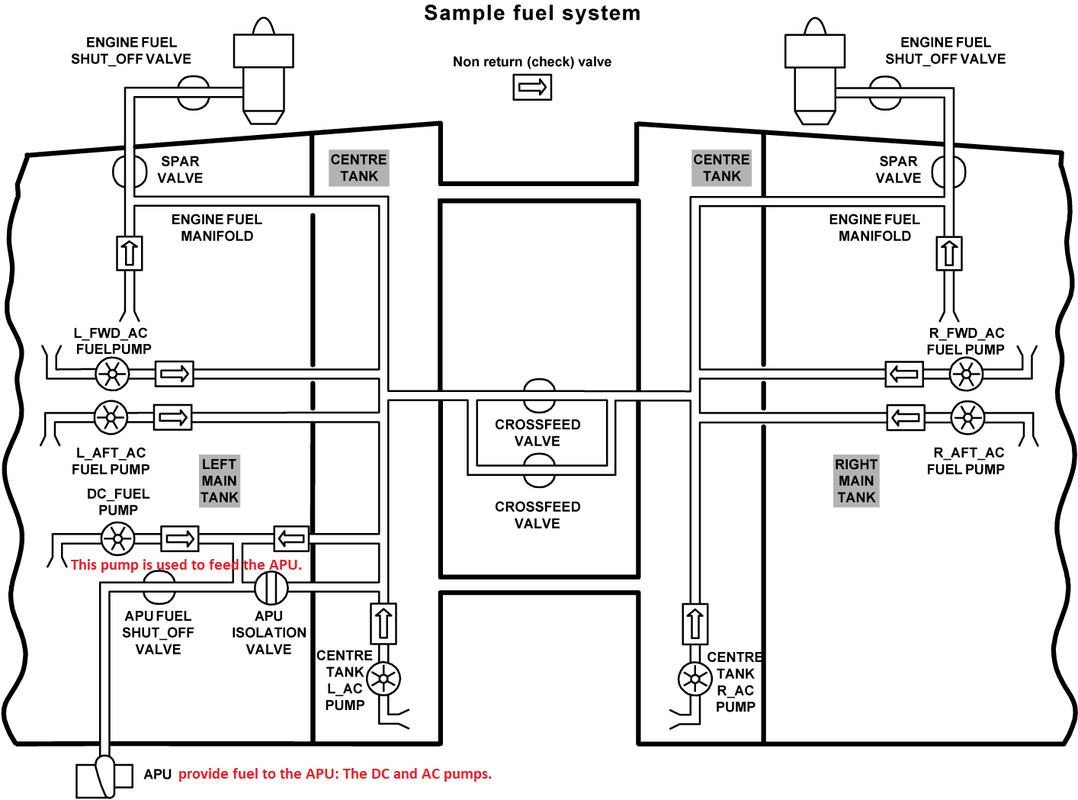 Sample fuel system
ENGINE FUEL
SHUT_OFF VALVE
Non return (check) valve
ENGINE FUEL
SHUT_OFF VALVE
SPAR
VALVE
CENTRE
TANK
CENTRE
TANK
SPAR
VALVE
ENGINE FUEL
MANIFOLD
ENGINE FUEL
MANIFOLD
L_FWD_AC
FUELPUMP
R_FWD_AC
FUEL PUMP
CROSSFEED
VALVE
L_AFT_AC
FUEL PUMP
LEFT
MAIN
TANK
RIGHT
MAIN
TANK
R_AFT_AC
FUEL PUMP
DC_FUEL
PUMP
CROSSFEED
VALVE
This pump is used to feed the APU.
APU FUEL
SHUT_OFF
VALVE
APU
ISOLATION
VALVE
CENTRE
TANK
L_AC
PUMP
CENTRE
TANK
R_AC
PUMP
APU provide fuel to the APU: The DC and AC pumps.